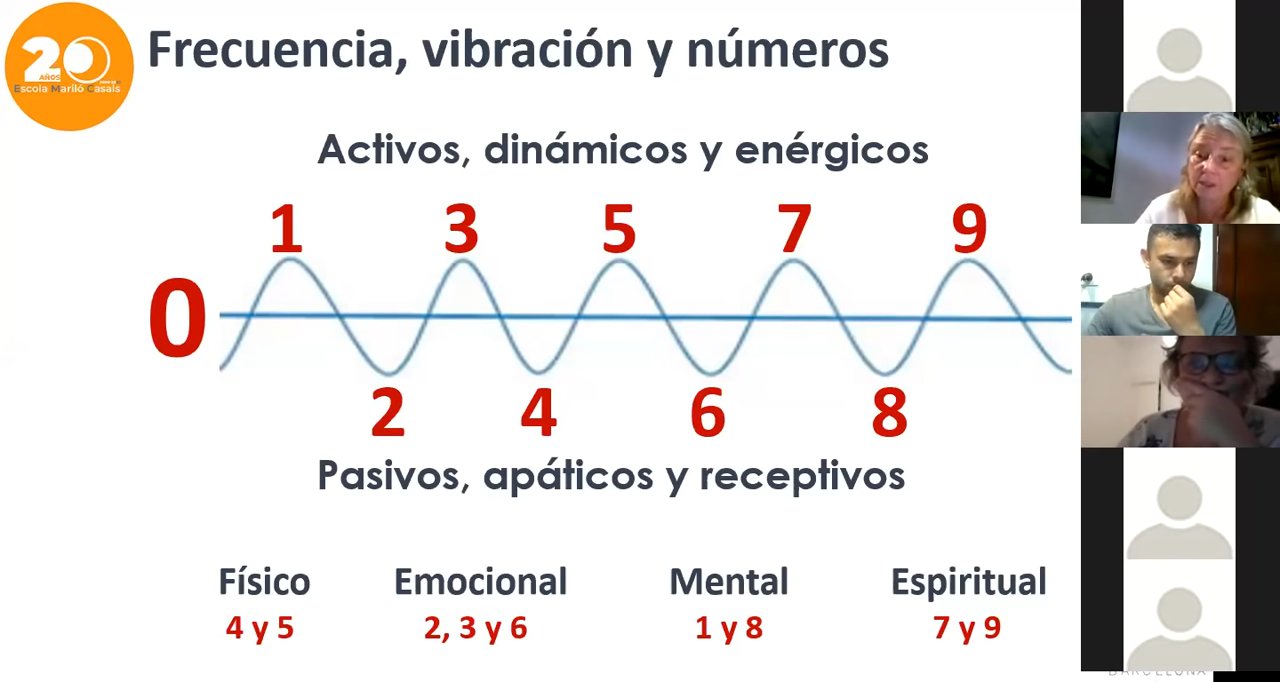 20
AÑOS
Escola Mariló Casals
Frecuencia, vibración y números
Activos, dinámicos y enérgicos
1 3 5 7 9
0
2 4 6 8
Pasivos, apáticos y receptivos
Físico Emocional Mental Espiritual
4 y 5 2, 3 y 6 1 y 8 7 y 9
BARCELONA